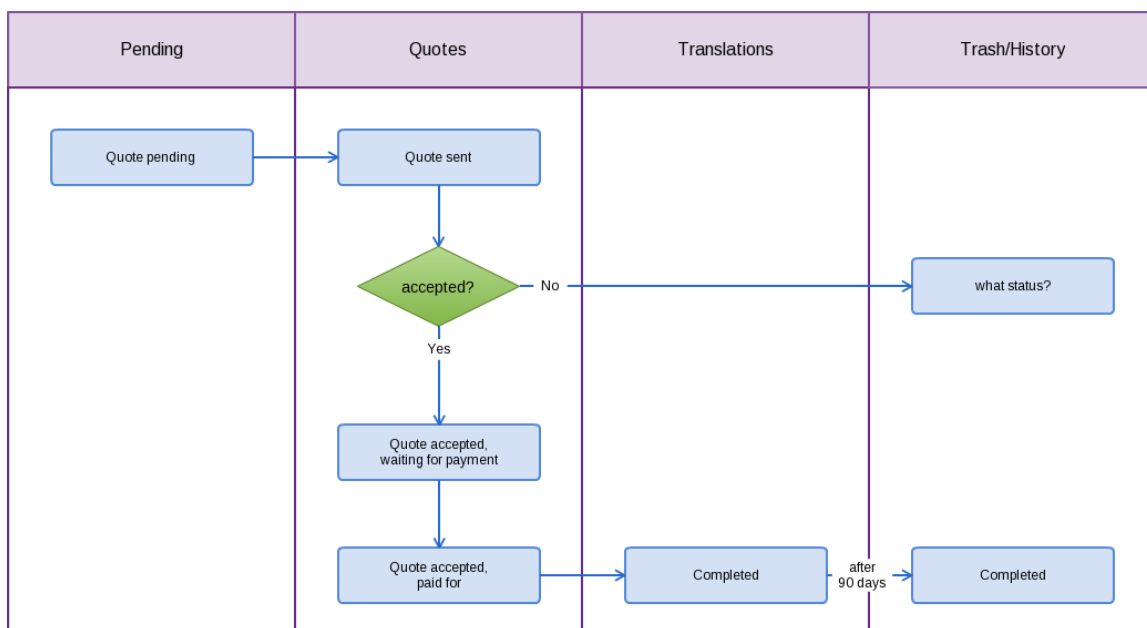 Pending
Quotes
Translations
Trash/History
Quote pending
Quote sent
accepted?
No
what status?
Yes
Quote accepted,
waiting for payment
Quote accepted,
paid for
Completed
after
90 days
Completed